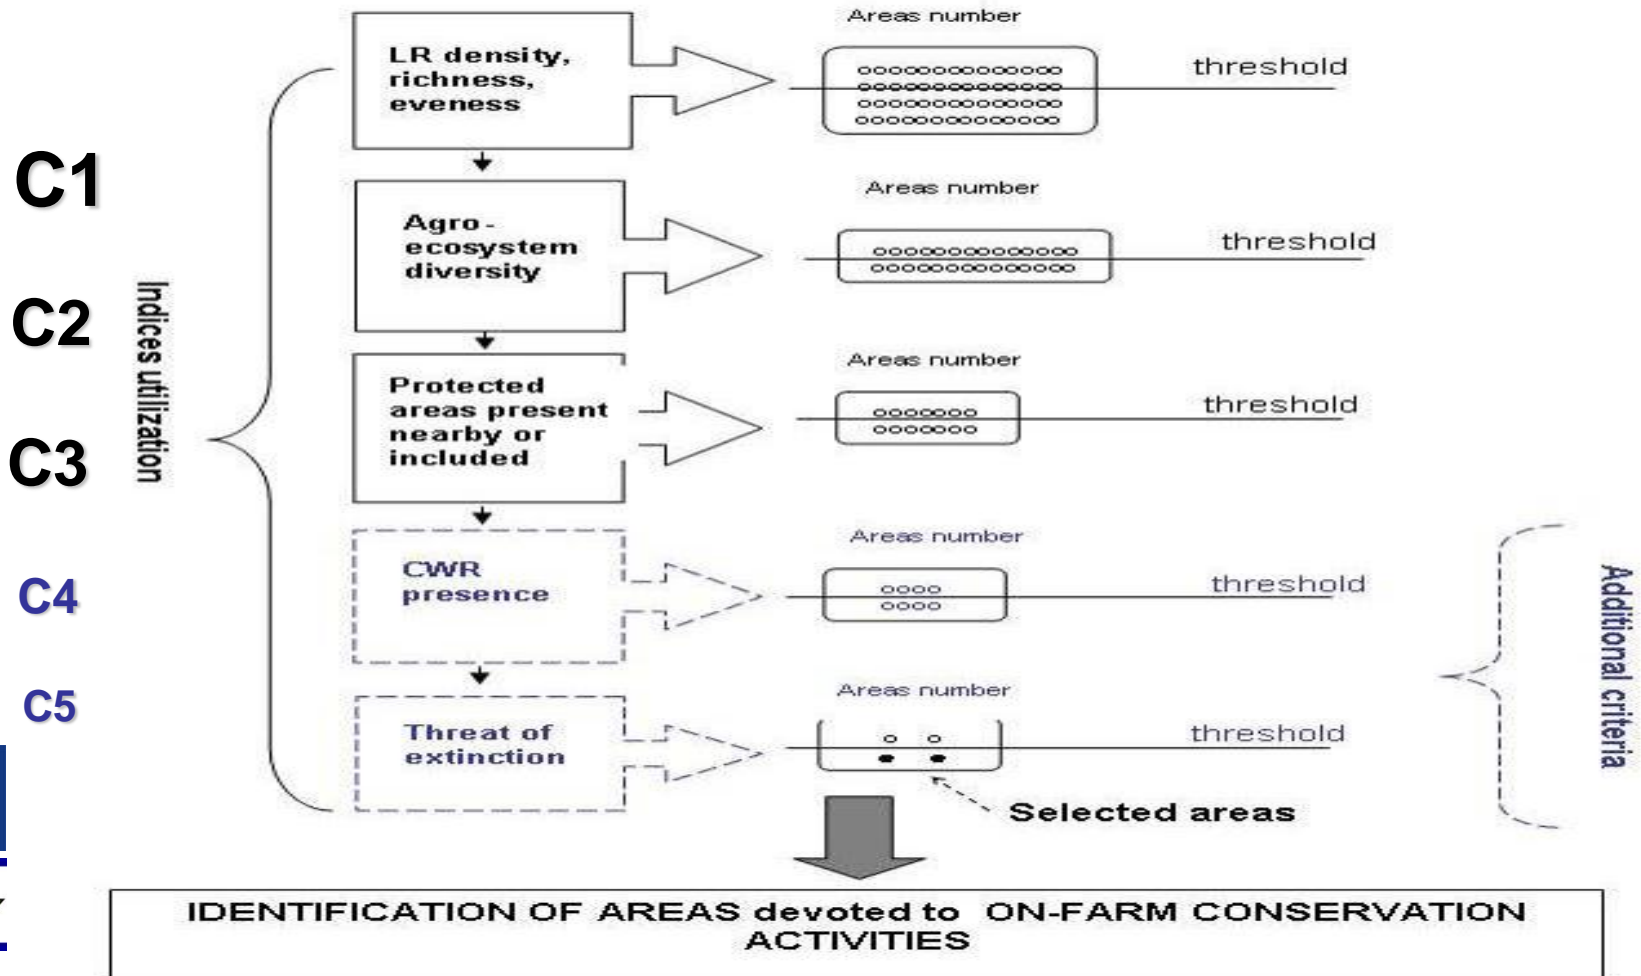 Areas number
LR density,
richness,
eveness
threshold
C1
Areas number
Agro-
ecosystem
diversity
threshold
C2
Indices utilization
Areas number
Protected
areas present
nearby or
included
threshold
C3
Areas number
CWR
presence
threshold
C4
Additional criteria
Areas number
C5
Threat of
extinction
threshold
Selected areas
IDENTIFICATION OF AREAS devoted to ON-FARM CONSERVATION
ACTIVITIES